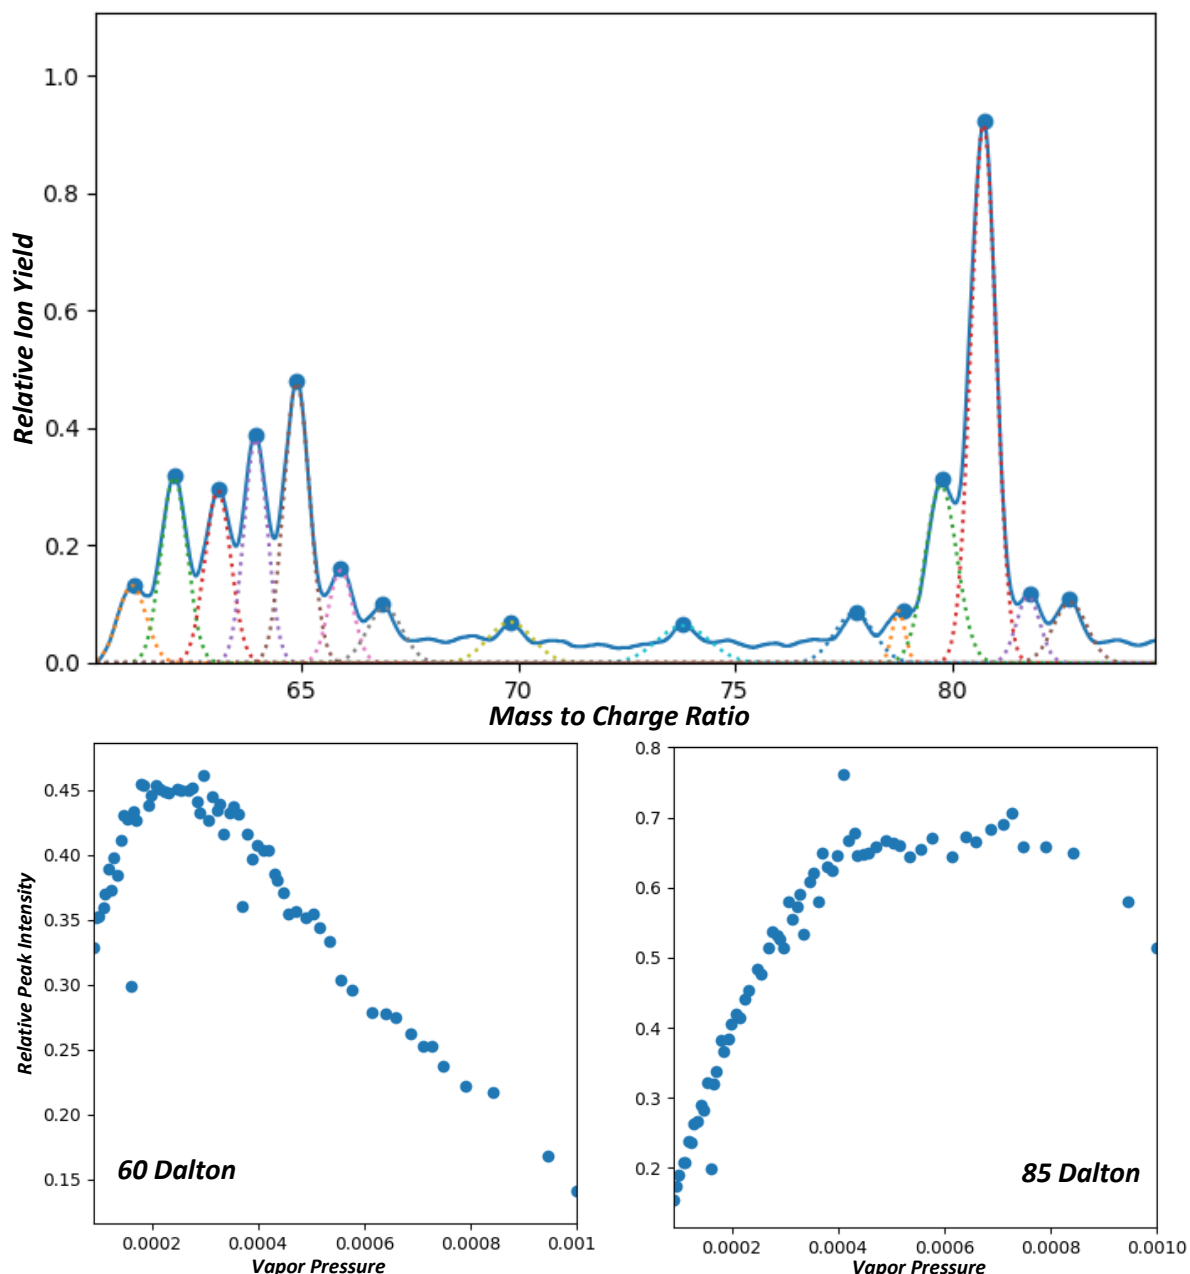 1.0
0.8
0.6
0.4
0.2
0.0
Relative Ion Yield
65 70 75 80
Mass to Charge Ratio
0.45
0.40
0.35
0.30
0.25
0.20
0.15
Relative Peak Intensity
60 Dalton
0.0002 0.0004 0.0006 0.0008 0.001
Vapor Pressure
0.8
0.7
0.6
0.5
0.4
0.3
0.2
85 Dalton
0.0002 0.0004 0.0006 0.0008 0.0010
Vapor Pressure